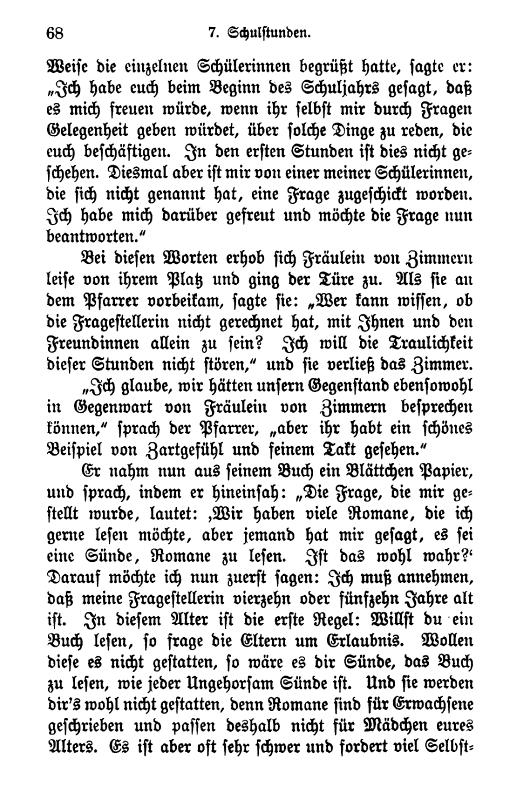 68 7. Schulstunden.
Weise die einzelnen Schülerinnen begrüßt hatte, sagte er:
„Ich habe euch beim Beginn des Schuljahrs gesagt, daß
es mich freuen würde, wenn ihr selbst mir durch Fragen
Gelegenheit geben würdet, über solche Dinge zu reden, die
euch beschäftigen. In den ersten Stunden ist dies nicht ge-
schehen. Diesmal aber ist mir von einer meiner Schülerinnen,
die sich nicht genannt hat, eine Frage zugeschickt worden.
Ich habe mich darüber gefreut und möchte die Frage nun
beantworten.“
Bei diesen Worten erhob sich Fräulein von Zimmern
leise von ihrem Platz und ging der Türe zu. Als sie an
dem Pfarrer vorbeikam, sagte sie: „Wer kann wissen, ob
die Fragestellerin nicht gerechnet hat, mit Ihnen und den
Freundinnen allein zu sein? Ich will die Traulichkeit
dieser Stunden nicht stören,“ und sie verließ das Zimmer.
„Ich glaube, wir hätten unsern Gegenstand ebensowohl
in Gegenwart von Fräulein von Zimmern besprechen
können,“ sprach der Pfarrer, „aber ihr habt ein schönes
Beispiel von Zartgefühl und feinem Takt gesehen.“
Er nahm nun aus seinem Buch ein Blättchen Papier,
und sprach, indem er hineinsah: „Die Frage, die mir ge-
stellt wurde, lautet: ‚Wir haben viele Romane, die ich
gerne lesen möchte, aber jemand hat mir gesagt, es sei
eine Sünde, Romane zu lesen. Ist das wohl wahr?‘
Darauf möchte ich nun zuerst sagen: Ich muß annehmen,
daß meine Fragestellerin vierzehn oder fünfzehn Jahre alt
ist. In diesem Alter ist die erste Regel: Willst du ein
Buch lesen, so frage die Eltern um Erlaubnis. Wollen
diese es nicht gestatten, so wäre es dir Sünde, das Buch
zu lesen, wie jeder Ungehorsam Sünde ist. Und sie werden
dir's wohl nicht gestatten, denn Romane sind für Erwachsene
geschrieben und passen deshalb nicht für Mädchen eures
Alters. Es ist aber oft sehr schwer und fordert viel Selbst-